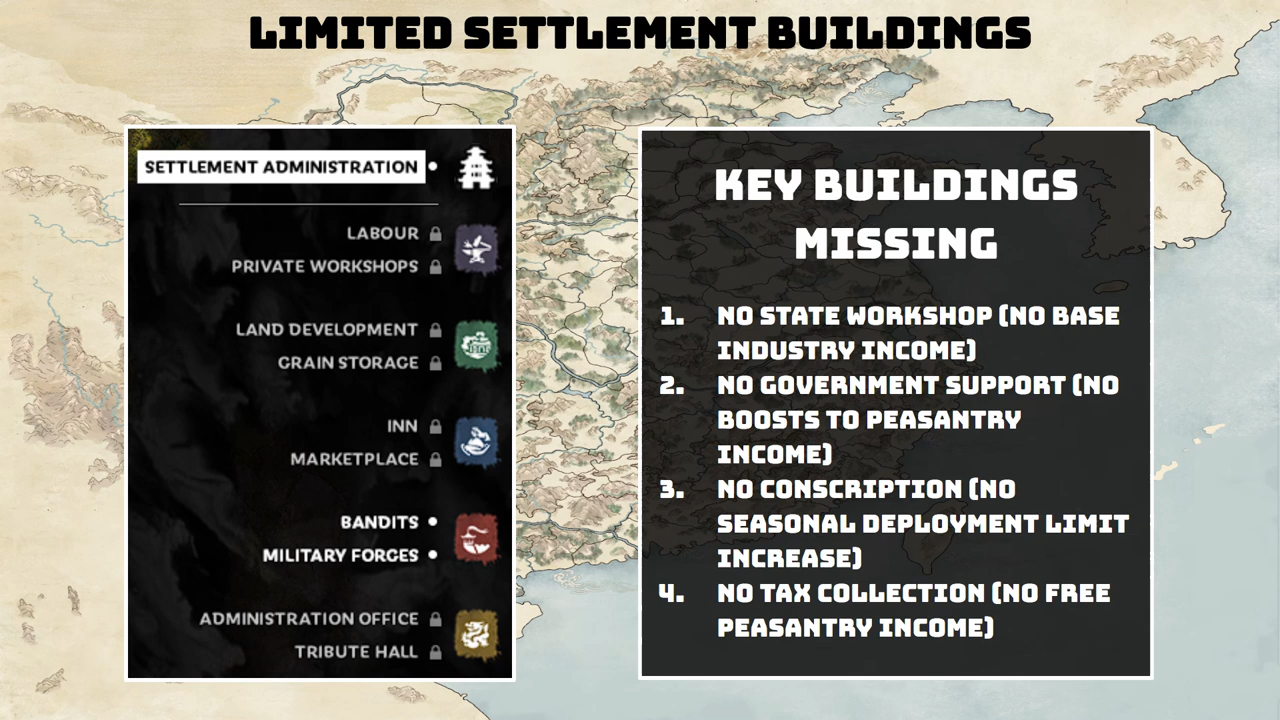 LIMITED SETTLEMENT BUILDINGS
SETTLEMENT ADMINISTRATION
LABOUR
PRIVATE WORKSHOPS
LAND DEVELOPMENT
GRAIN STORAGE
INN
MARKETPLACE
BANDITS
MILITARY FORGES
ADMINISTRATION OFFICE
TRIBUTE HALL
KEY BUILDINGS
MISSING
1. NO STATE WORKSHOP (NO BASE
INDUSTRY INCOME)
2. NO GOVERNMENT SUPPORT (NO
BOOSTS TO PEASANTRY
INCOME)
3. NO CONSCRIPTION (NO
SEASONAL DEPLOYMENT LIMIT
INCREASE)
4. NO TAX COLLECTION (NO FREE
PEASANTRY INCOME)